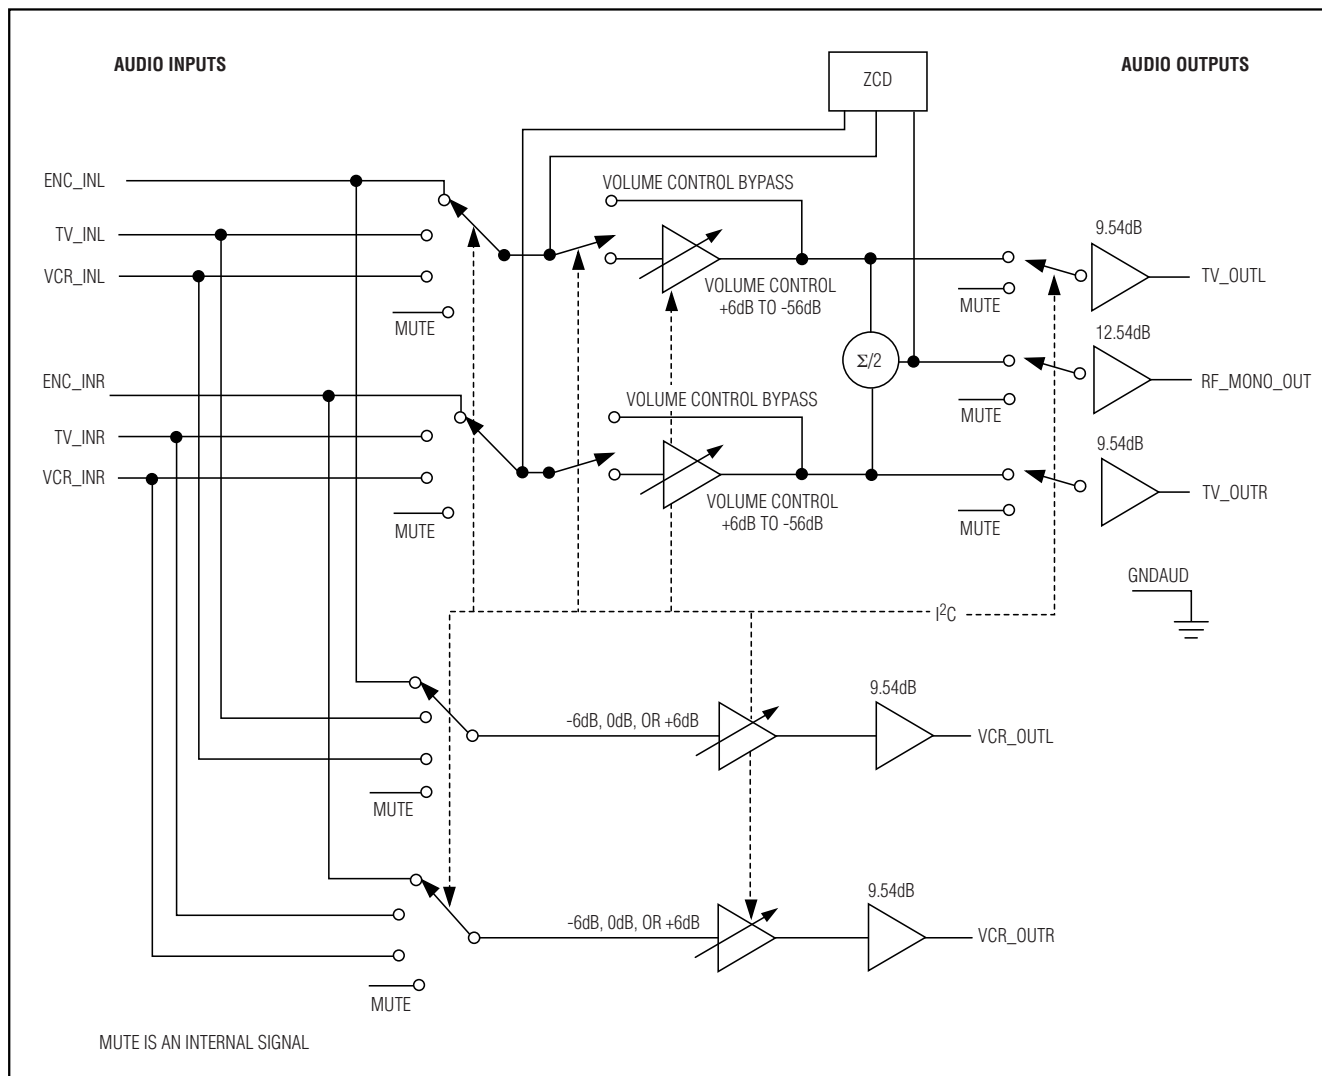 AUDIO INPUTS
AUDIO OUTPUTS
ZCD
ENC_INL
TV_INL
VCR_INL
MUTE
VOLUME CONTROL BYPASS
VOLUME CONTROL
+6dB TO -56dB
MUTE
9.54dB
TV_OUTL
Σ/2
12.54dB
RF_MONO_OUT
MUTE
ENC_INR
TV_INR
VCR_INR
MUTE
VOLUME CONTROL BYPASS
VOLUME CONTROL
+6dB TO -56dB
MUTE
9.54dB
TV_OUTR
GNDAUD
I²C
-6dB, 0dB, OR +6dB
9.54dB
VCR_OUTL
MUTE
-6dB, 0dB, OR +6dB
9.54dB
VCR_OUTR
MUTE
MUTE IS AN INTERNAL SIGNAL